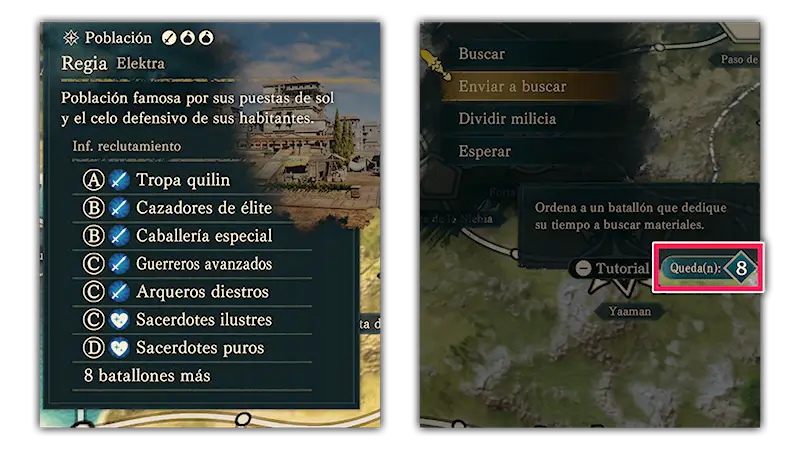 Población
Regia Elektra
Población famosa por sus puestas de sol
y el celo defensivo de sus habitantes.
Inf. reclutamiento
A Tropa quilin
B Cazadores de élite
B Caballería especial
C Guerreros avanzados
C Arqueros diestros
C Sacerdotes ilustres
D Sacerdotes puros
8 batallones más
Buscar
Enviar a buscar
Dividir milicia
Esperar
Paso de
Ordena a un batallón que dedique
su tiempo a buscar materiales.
Tutorial
Queda(n): 8
Yaaman